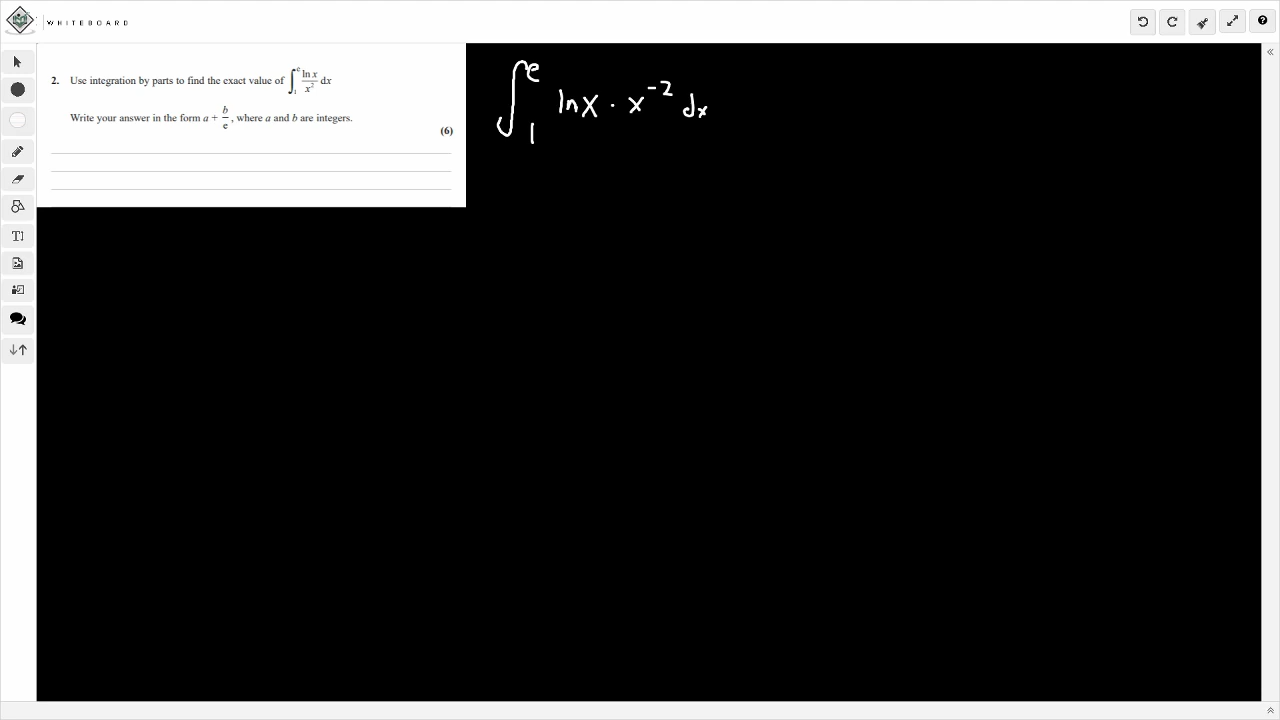 WHITEBOARD
2. Use integration by parts to find the exact value of ∫₁ᵉ ln x / x² dx
Write your answer in the form a + b/e, where a and b are integers.
(6)
∫₁ᵉ lnx · x⁻² dx
T
?